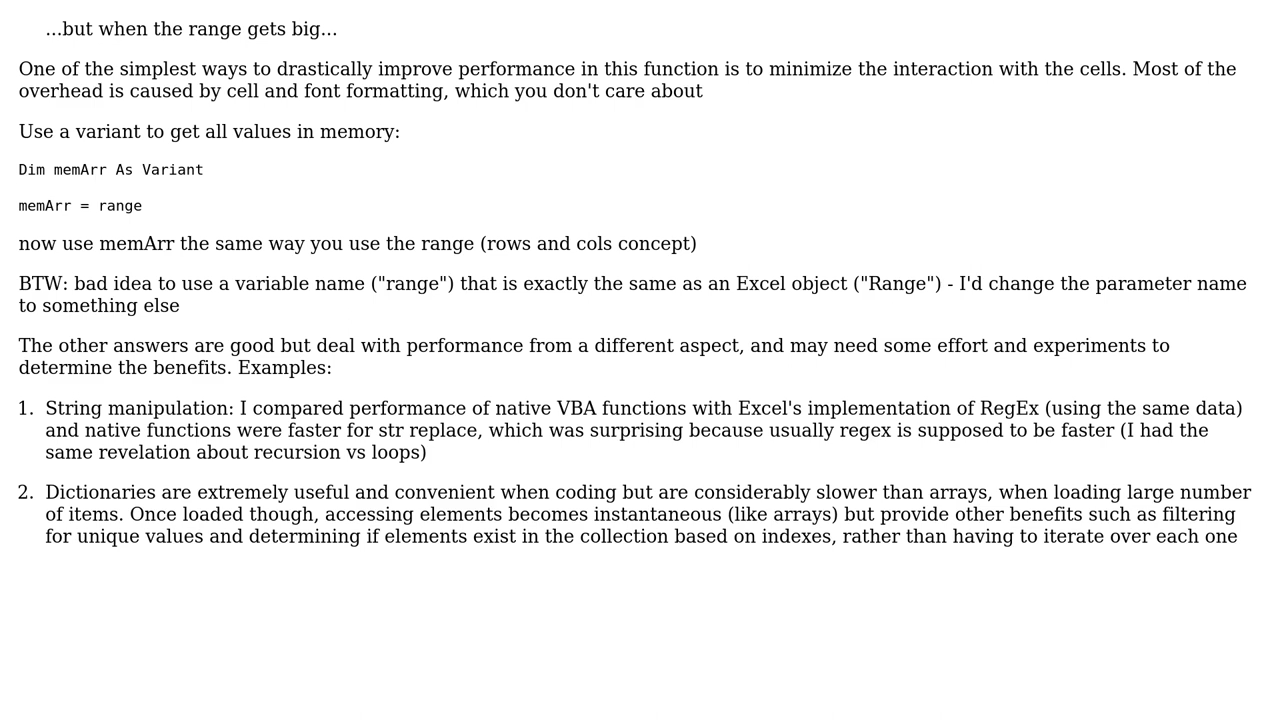 ...but when the range gets big...
One of the simplest ways to drastically improve performance in this function is to minimize the interaction with the cells. Most of the
overhead is caused by cell and font formatting, which you don't care about
Use a variant to get all values in memory:
Dim memArr As Variant
memArr = range
now use memArr the same way you use the range (rows and cols concept)
BTW: bad idea to use a variable name ("range") that is exactly the same as an Excel object ("Range") - I'd change the parameter name
to something else
The other answers are good but deal with performance from a different aspect, and may need some effort and experiments to
determine the benefits. Examples:
1. String manipulation: I compared performance of native VBA functions with Excel's implementation of RegEx (using the same data)
and native functions were faster for str replace, which was surprising because usually regex is supposed to be faster (I had the
same revelation about recursion vs loops)
2. Dictionaries are extremely useful and convenient when coding but are considerably slower than arrays, when loading large number
of items. Once loaded though, accessing elements becomes instantaneous (like arrays) but provide other benefits such as filtering
for unique values and determining if elements exist in the collection based on indexes, rather than having to iterate over each one